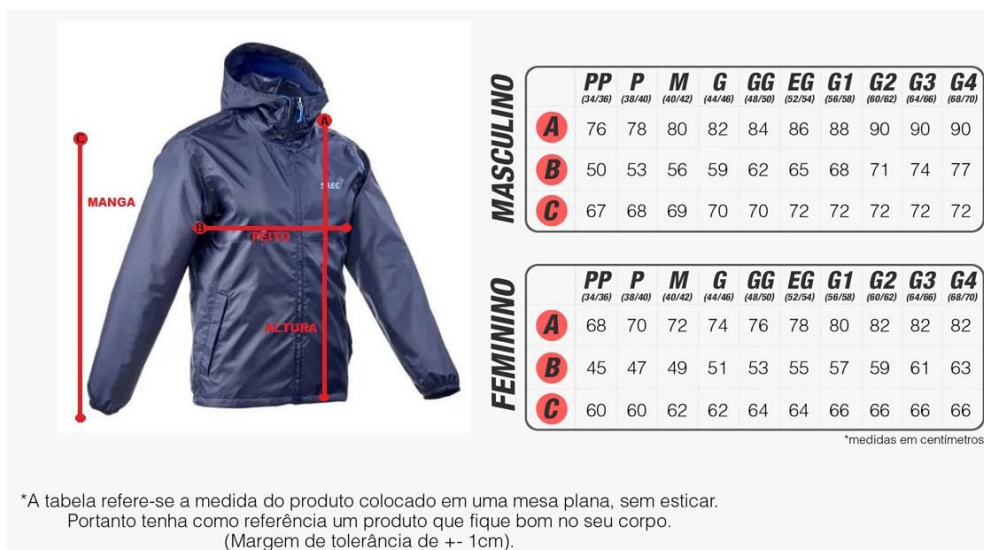 C
MANGA
A
B
PEITO
ALTURA
MASCULINO
PP P M G GG EG G1 G2 G3 G4
(34/36) (38/40) (40/42) (44/46) (48/50) (52/54) (56/58) (60/62) (64/66) (68/70)
A 76 78 80 82 84 86 88 90 90 90
B 50 53 56 59 62 65 68 71 74 77
C 67 68 69 70 70 72 72 72 72 72
FEMININO
PP P M G GG EG G1 G2 G3 G4
(34/36) (38/40) (40/42) (44/46) (48/50) (52/54) (56/58) (60/62) (64/66) (68/70)
A 68 70 72 74 76 78 80 82 82 82
B 45 47 49 51 53 55 57 59 61 63
C 60 60 62 62 64 64 66 66 66 66
*medidas em centímetros
*A tabela refere-se a medida do produto colocado em uma mesa plana, sem esticar.
Portanto tenha como referência um produto que fique bom no seu corpo.
(Margem de tolerância de +- 1cm).